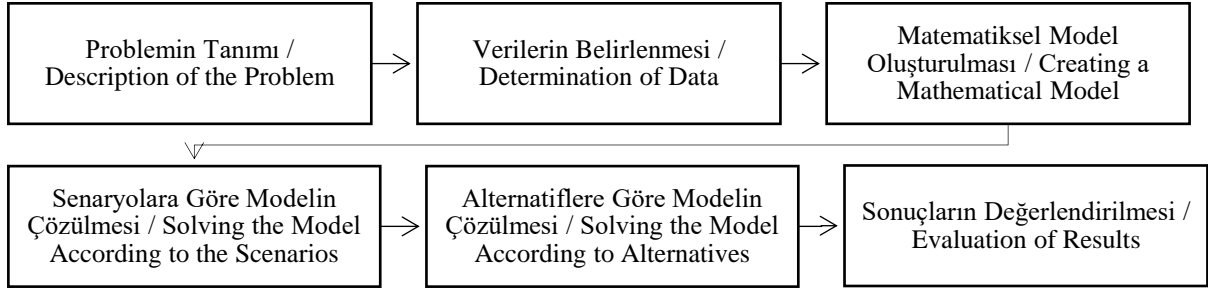 Problemin Tanımı /
Description of the Problem
Verilerin Belirlenmesi /
Determination of Data
Matematiksel Model
Oluşturulması / Creating a
Mathematical Model
Senaryolara Göre Modelin
Çözülmesi / Solving the Model
According to the Scenarios
Alternatiflere Göre Modelin
Çözülmesi / Solving the Model
According to Alternatives
Sonuçların Değerlendirilmesi /
Evaluation of Results